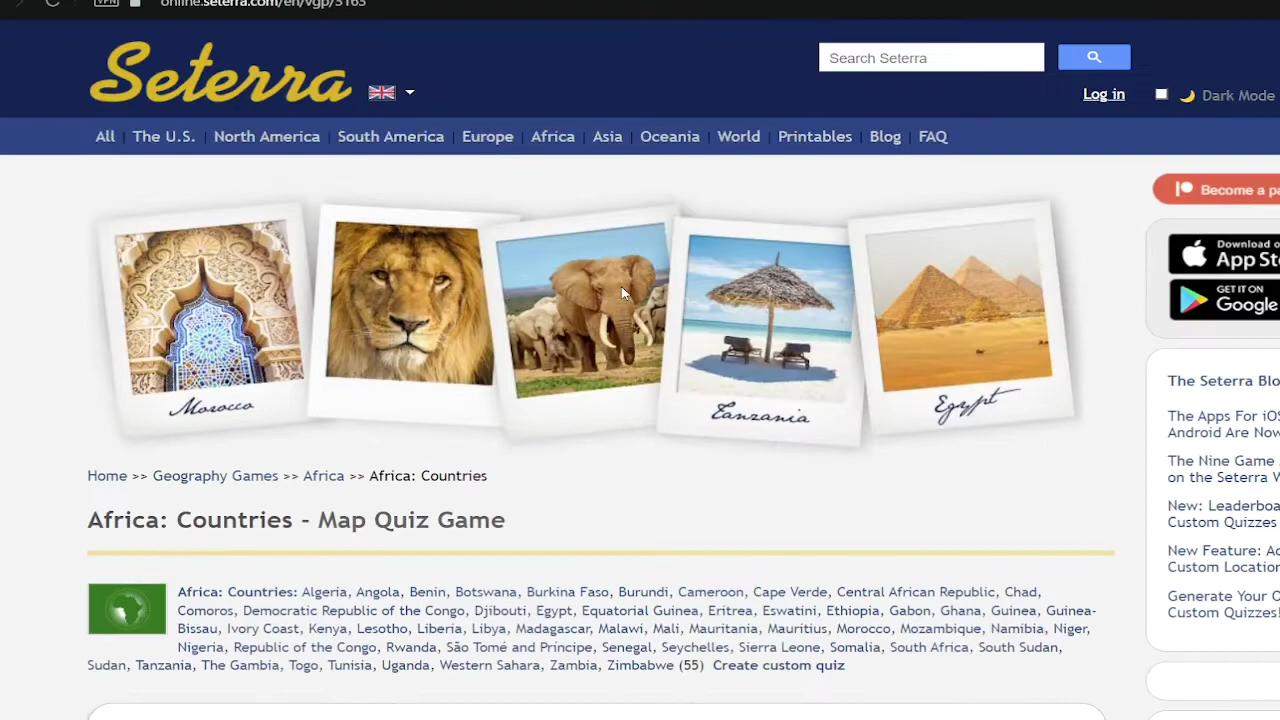 online.seterra.com/en/vgp/3163
VPN
Seterra
Search Seterra
Log in
Dark Mode
All | The U.S. | North America | South America | Europe | Africa | Asia | Oceania | World | Printables | Blog | FAQ
Become a pa
Download o
App Sto
GET IT ON
Google
Morocco
Tanzania
Egypt
Home >> Geography Games >> Africa >> Africa: Countries
Africa: Countries - Map Quiz Game
Africa: Countries: Algeria, Angola, Benin, Botswana, Burkina Faso, Burundi, Cameroon, Cape Verde, Central African Republic, Chad,
Comoros, Democratic Republic of the Congo, Djibouti, Egypt, Equatorial Guinea, Eritrea, Eswatini, Ethiopia, Gabon, Ghana, Guinea, Guinea-
Bissau, Ivory Coast, Kenya, Lesotho, Liberia, Libya, Madagascar, Malawi, Mali, Mauritania, Mauritius, Morocco, Mozambique, Namibia, Niger,
Nigeria, Republic of the Congo, Rwanda, São Tomé and Príncipe, Senegal, Seychelles, Sierra Leone, Somalia, South Africa, South Sudan,
Sudan, Tanzania, The Gambia, Togo, Tunisia, Uganda, Western Sahara, Zambia, Zimbabwe (55) Create custom quiz
The Seterra Blo
The Apps For iOS
Android Are Now
The Nine Game
on the Seterra W
New: Leaderboa
Custom Quizzes
New Feature: Ad
Custom Location
Generate Your O
Custom Quizzes!